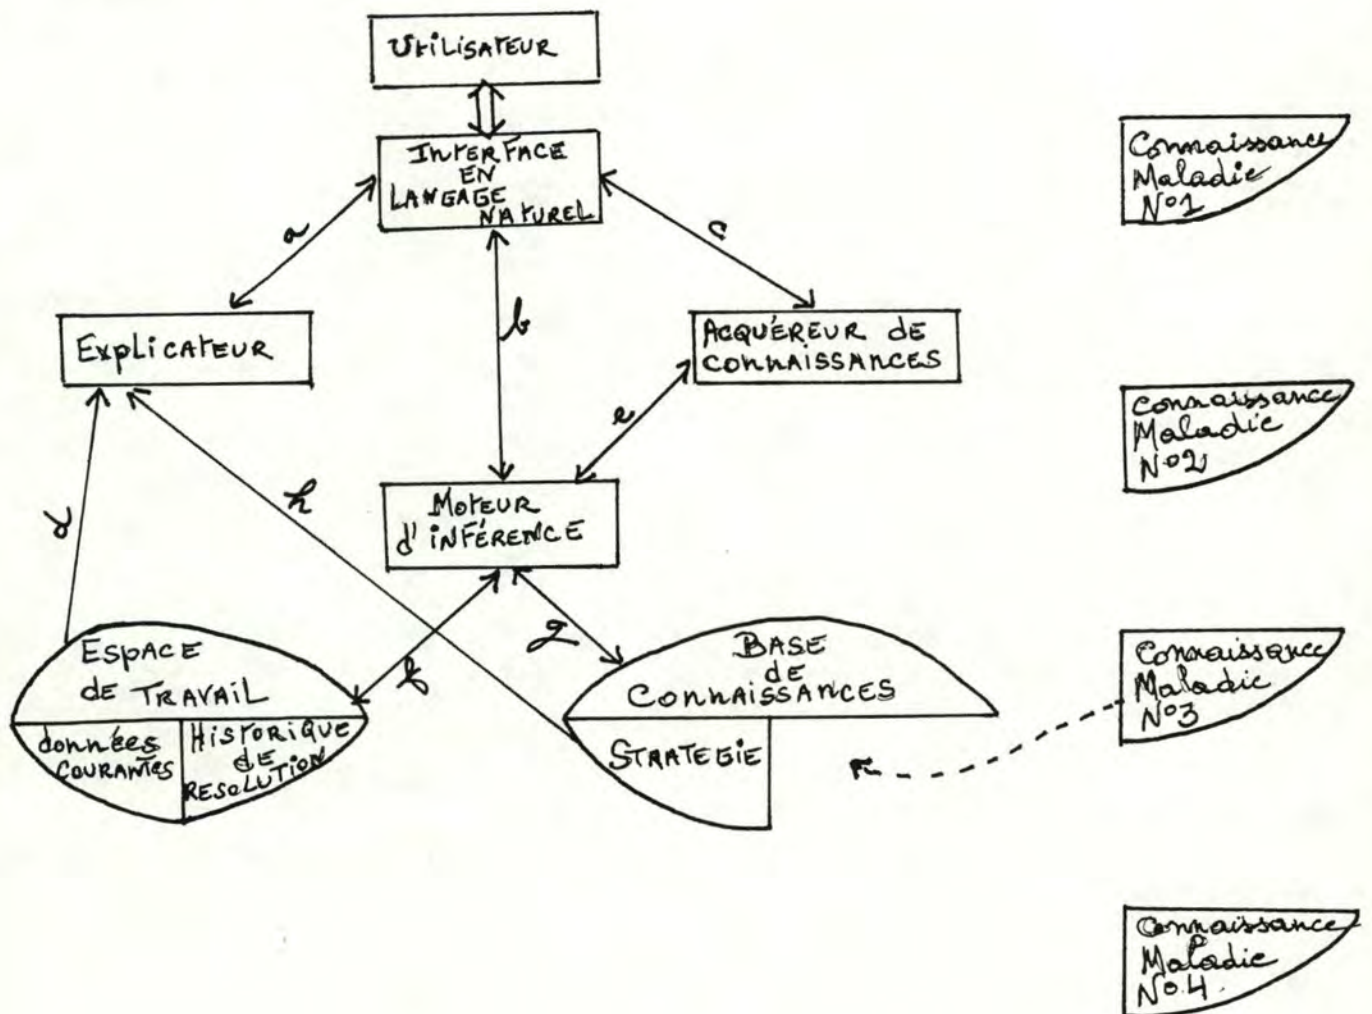 UtiLiSATEUR
INTERFACE
EN
LANGAGE
NATUREL
a
c
b
ExpLiCATEUR
ACQUÉREUR dE
CONNAISSANCES
e
h
d
MOTEUR
d'iNFÉRENCE
g
f
ESPACE
de TRAVAiL
données
COURANTES
HiSTORiQUE
dE
RESOLUTiON
BASE
de
CONNAiSSANCES
STRATEGIE
Connaissance
Maladie
N°1
Connaissance
Maladie
N°2
Connaissance
Maladie
N°3
Connaissance
Maladie
N°4.